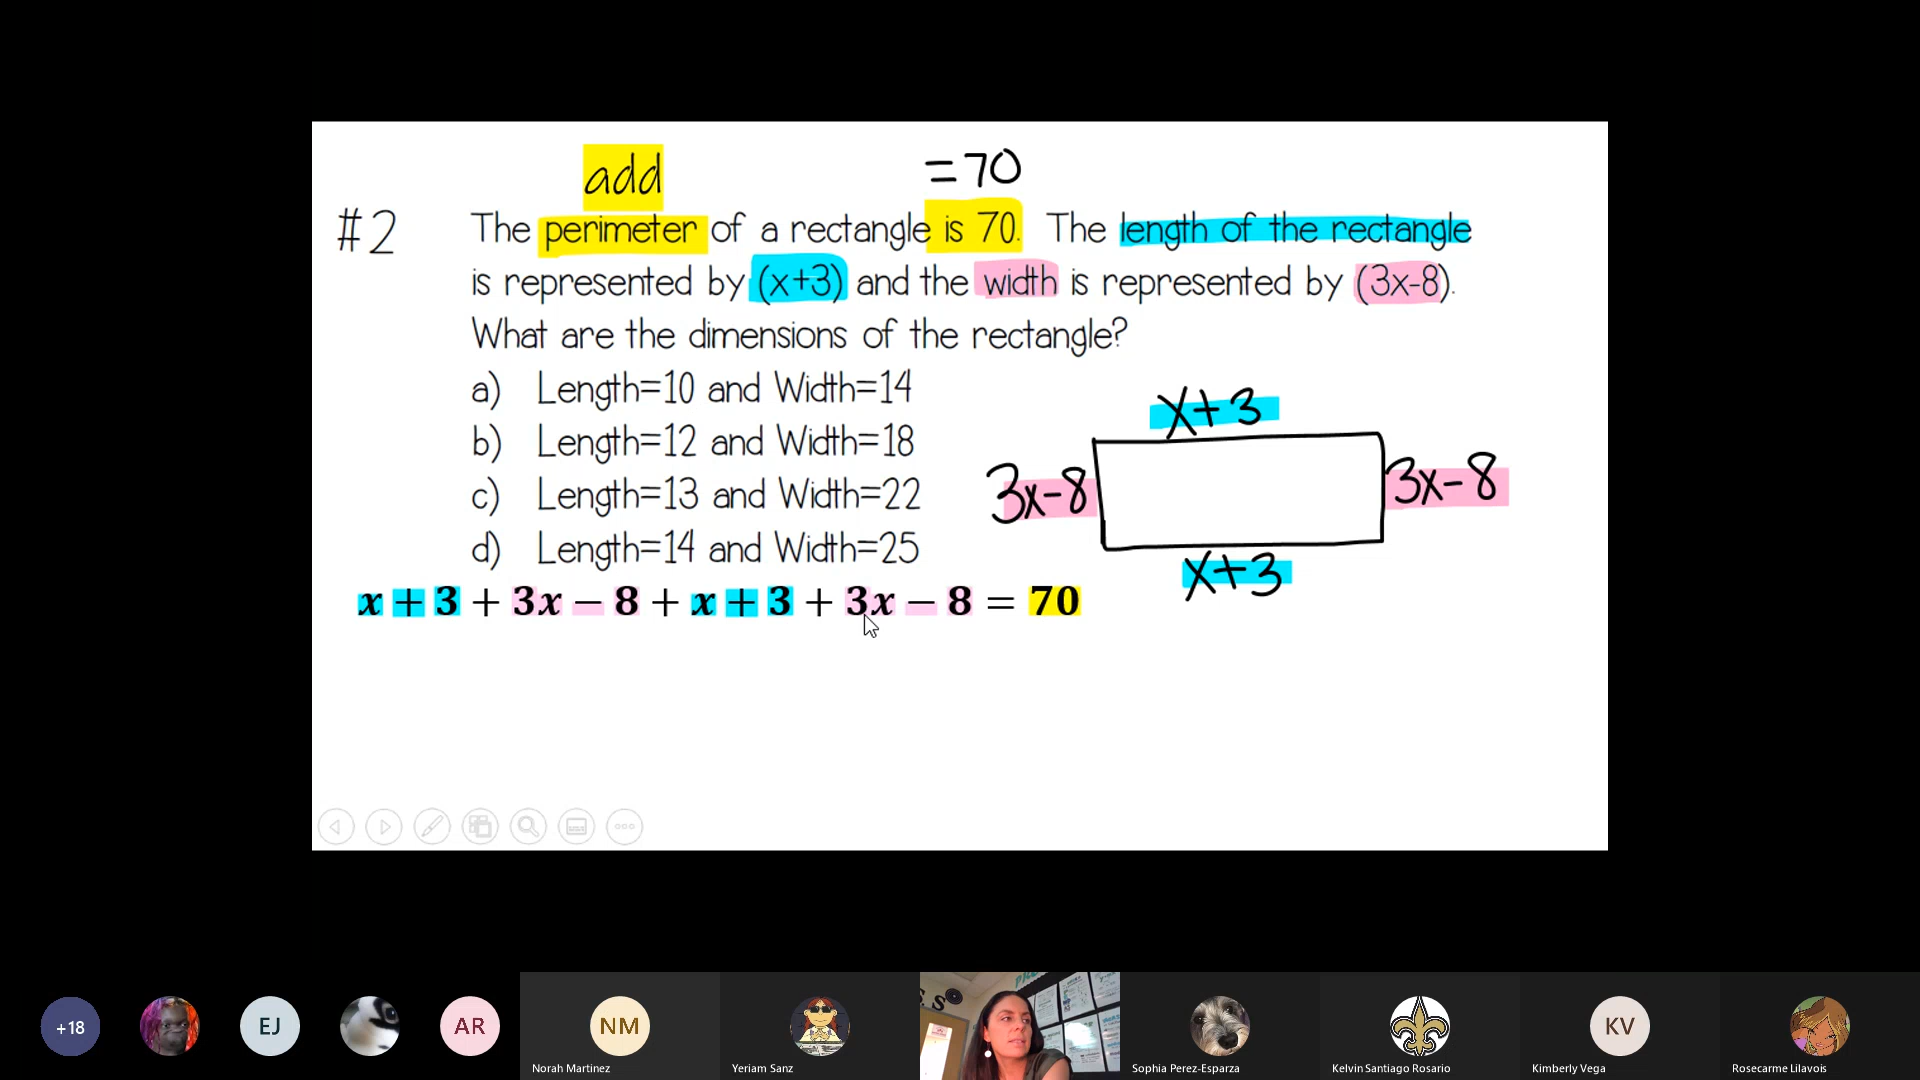 add
=70
#2 The perimeter of a rectangle is 70. The length of the rectangle
is represented by (x+3) and the width is represented by (3x-8).
What are the dimensions of the rectangle?
a) Length=10 and Width=14
b) Length=12 and Width=18
c) Length=13 and Width=22
d) Length=14 and Width=25
x+3
3x-8
3x-8
x+3
x + 3 + 3x − 8 + x + 3 + 3x − 8 = 70
+18
EJ
AR
NM
KV
Norah Martinez
Yeriam Sanz
Sophia Perez-Esparza
Kelvin Santiago Rosario
Kimberly Vega
Rosecarme Lilavois